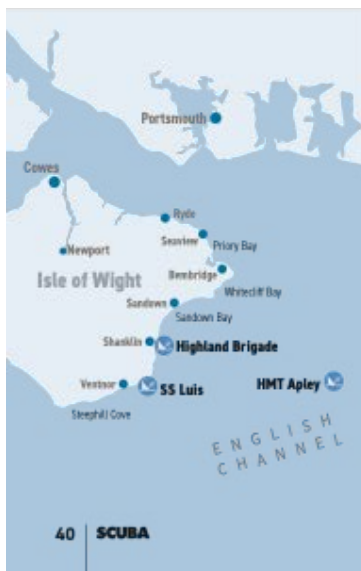 Portsmouth
Cowes
Ryde
Seaview
Priory Bay
Newport
Bembridge
Isle of Wight
Whitecliff Bay
Sandown
Sandown Bay
Shanklin
Highland Brigade
Ventnor
SS Luis
HMT Apley
Steephill Cove
ENGLISH
CHANNEL
40 SCUBA